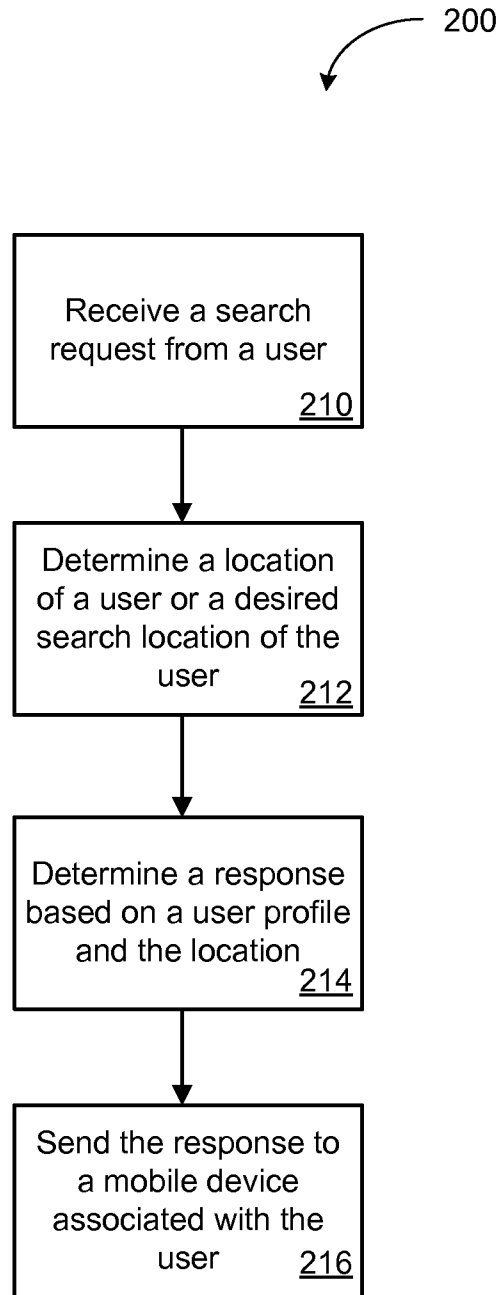 200
Receive a search
request from a user
210
Determine a location
of a user or a desired
search location of the
user
212
Determine a response
based on a user profile
and the location
214
Send the response to
a mobile device
associated with the
user
216